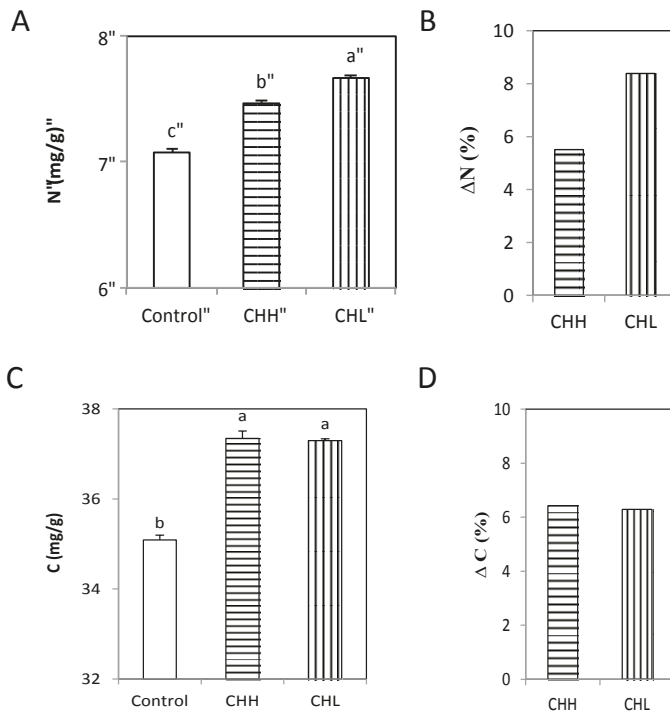 A
8"
7"
6"
N"(mg/g)"
c"
b"
a"
Control"
CHH"
CHL"
B
10
8
6
4
2
0
ΔN (%)
CHH
CHL
C
38
36
34
32
C (mg/g)
b
a
a
Control
CHH
CHL
D
10
8
6
4
2
0
Δ C (%)
CHH
CHL